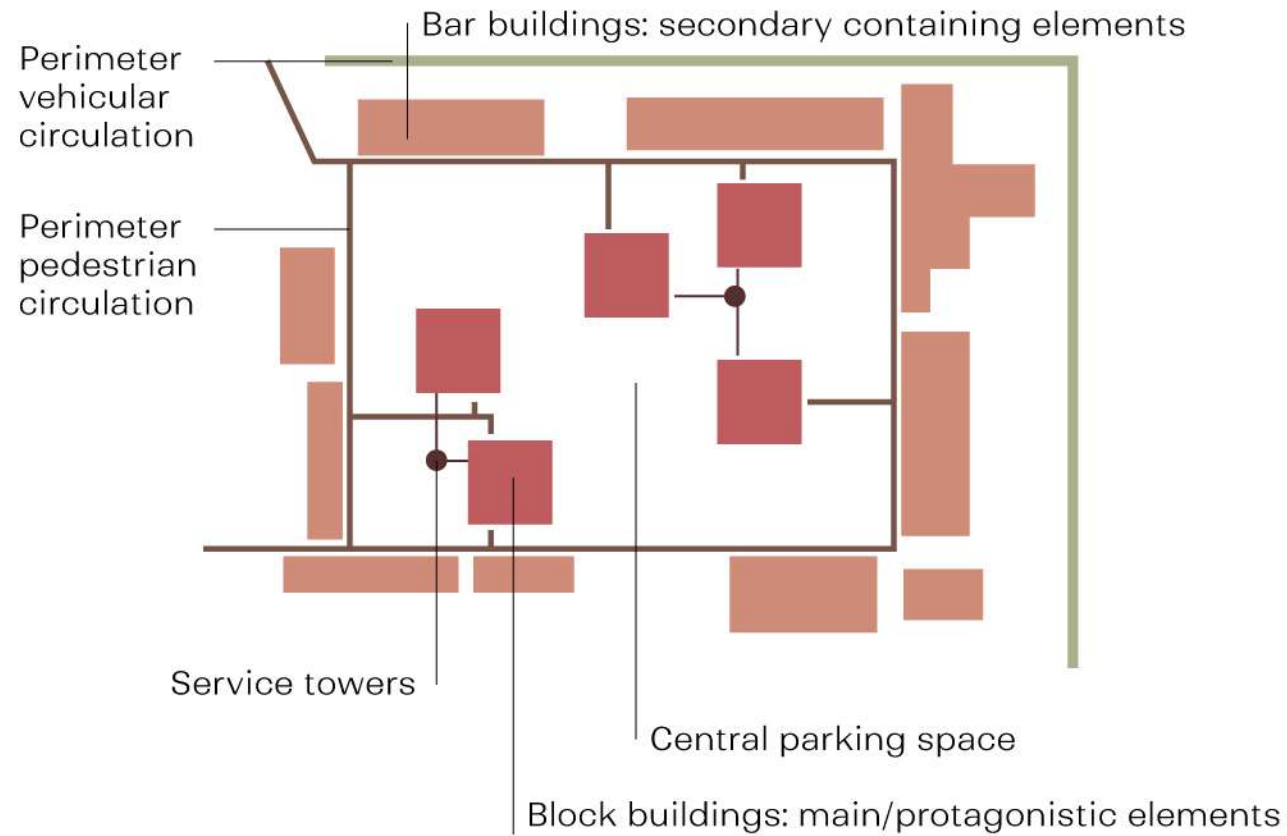 Bar buildings: secondary containing elements
Perimeter
vehicular
circulation
Perimeter
pedestrian
circulation
Service towers
Central parking space
Block buildings: main/protagonistic elements